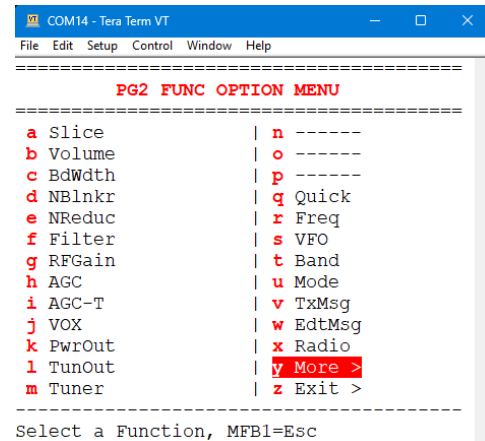 COM14 - Tera Term VT
File Edit Setup Control Window Help
==========================================
PG2 FUNC OPTION MENU
==========================================
a Slice | n ------
b Volume | o ------
c BdWdth | p ------
d NBlnkr | q Quick
e NReduc | r Freq
f Filter | s VFO
g RFGain | t Band
h AGC | u Mode
i AGC-T | v TxMsg
j VOX | w EdtMsg
k PwrOut | x Radio
l TunOut | y More >
m Tuner | z Exit >
------------------------------------------
Select a Function, MFB1=Esc